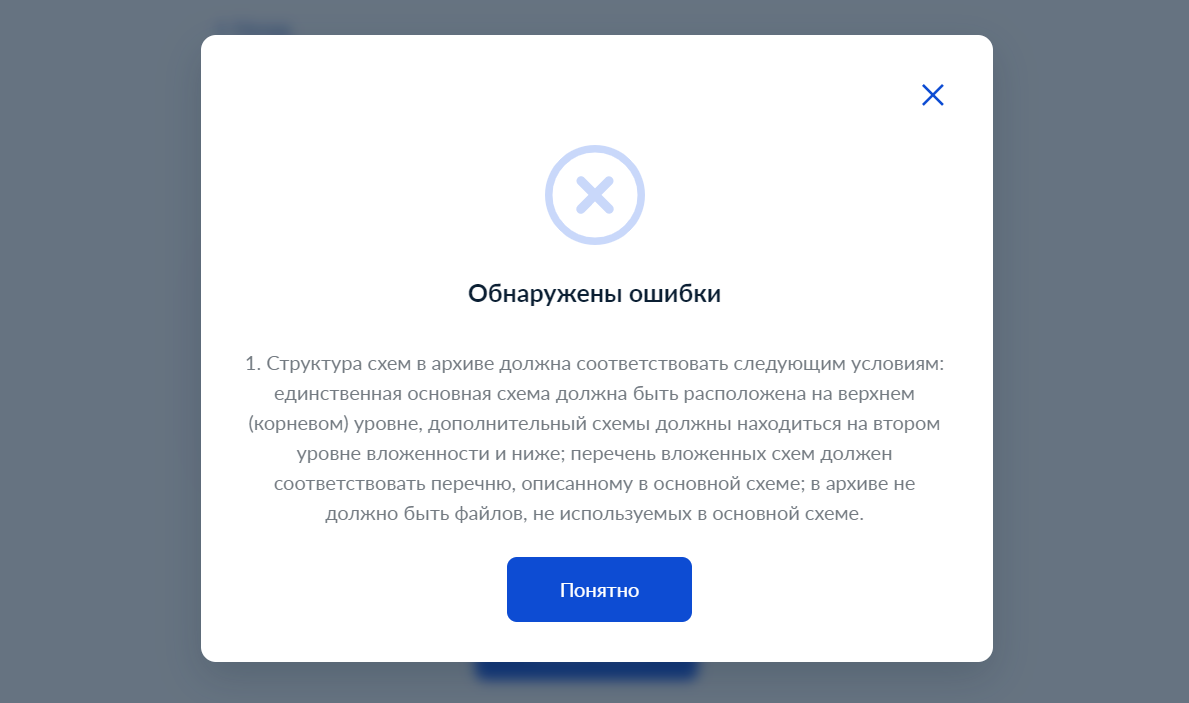 Обнаружены ошибки
1. Структура схем в архиве должна соответствовать следующим условиям:
единственная основная схема должна быть расположена на верхнем
(корневом) уровне, дополнительный схемы должны находиться на втором
уровне вложенности и ниже; перечень вложенных схем должен
соответствовать перечню, описанному в основной схеме; в архиве не
должно быть файлов, не используемых в основной схеме.
Понятно